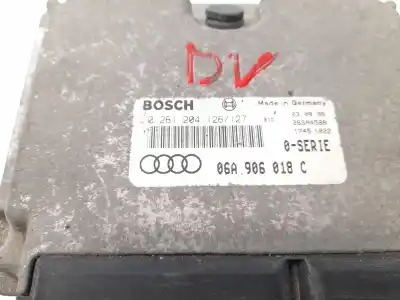 DV
BOSCH
Made in Germany
0 261 204 126/127
0-SERIE
06A 906 018 C